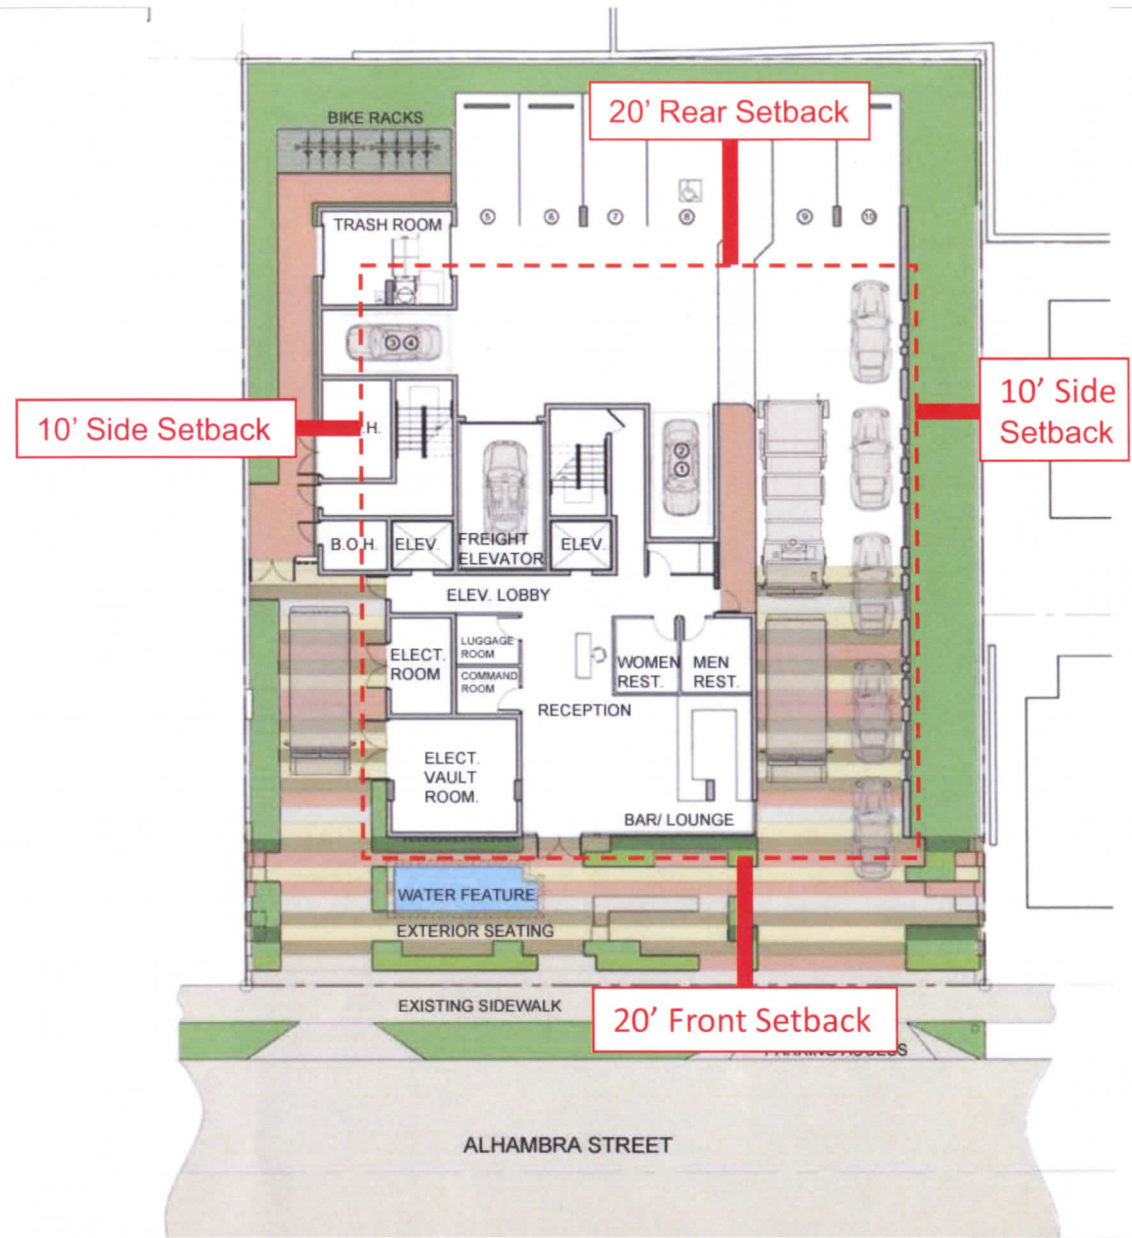 BIKE RACKS
20' Rear Setback
TRASH ROOM
5
6
7
8
9
10
3 4
10' Side Setback
.H.
10' Side
Setback
2
1
B.O.H.
ELEV.
FREIGHT
ELEVATOR
ELEV.
ELEV. LOBBY
LUGGAGE
ROOM
ELECT.
ROOM
COMMAND
ROOM
WOMEN
REST.
MEN
REST.
RECEPTION
ELECT.
VAULT
ROOM.
BAR/ LOUNGE
WATER FEATURE
EXTERIOR SEATING
EXISTING SIDEWALK
20' Front Setback
PARKING ACCESS
ALHAMBRA STREET